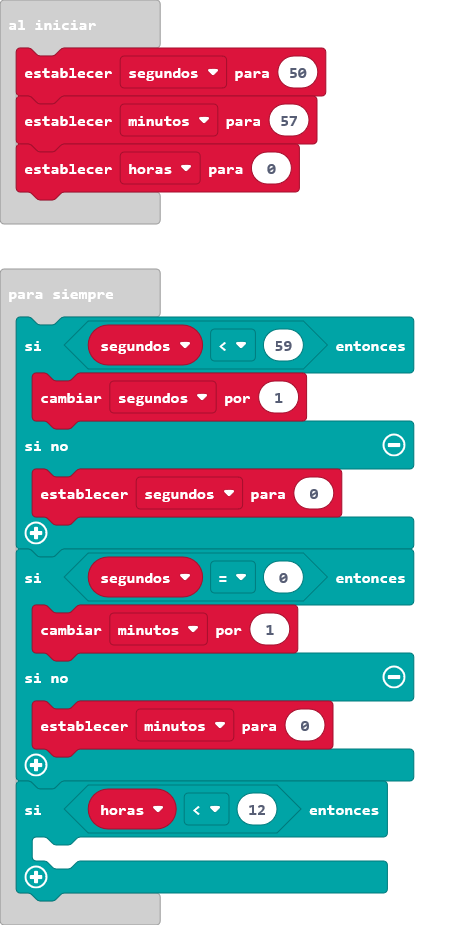 al iniciar
establecer segundos para 50
establecer minutos para 57
establecer horas para 0
para siempre
si segundos < 59 entonces
cambiar segundos por 1
si no
establecer segundos para 0
si segundos = 0 entonces
cambiar minutos por 1
si no
establecer minutos para 0
si horas < 12 entonces